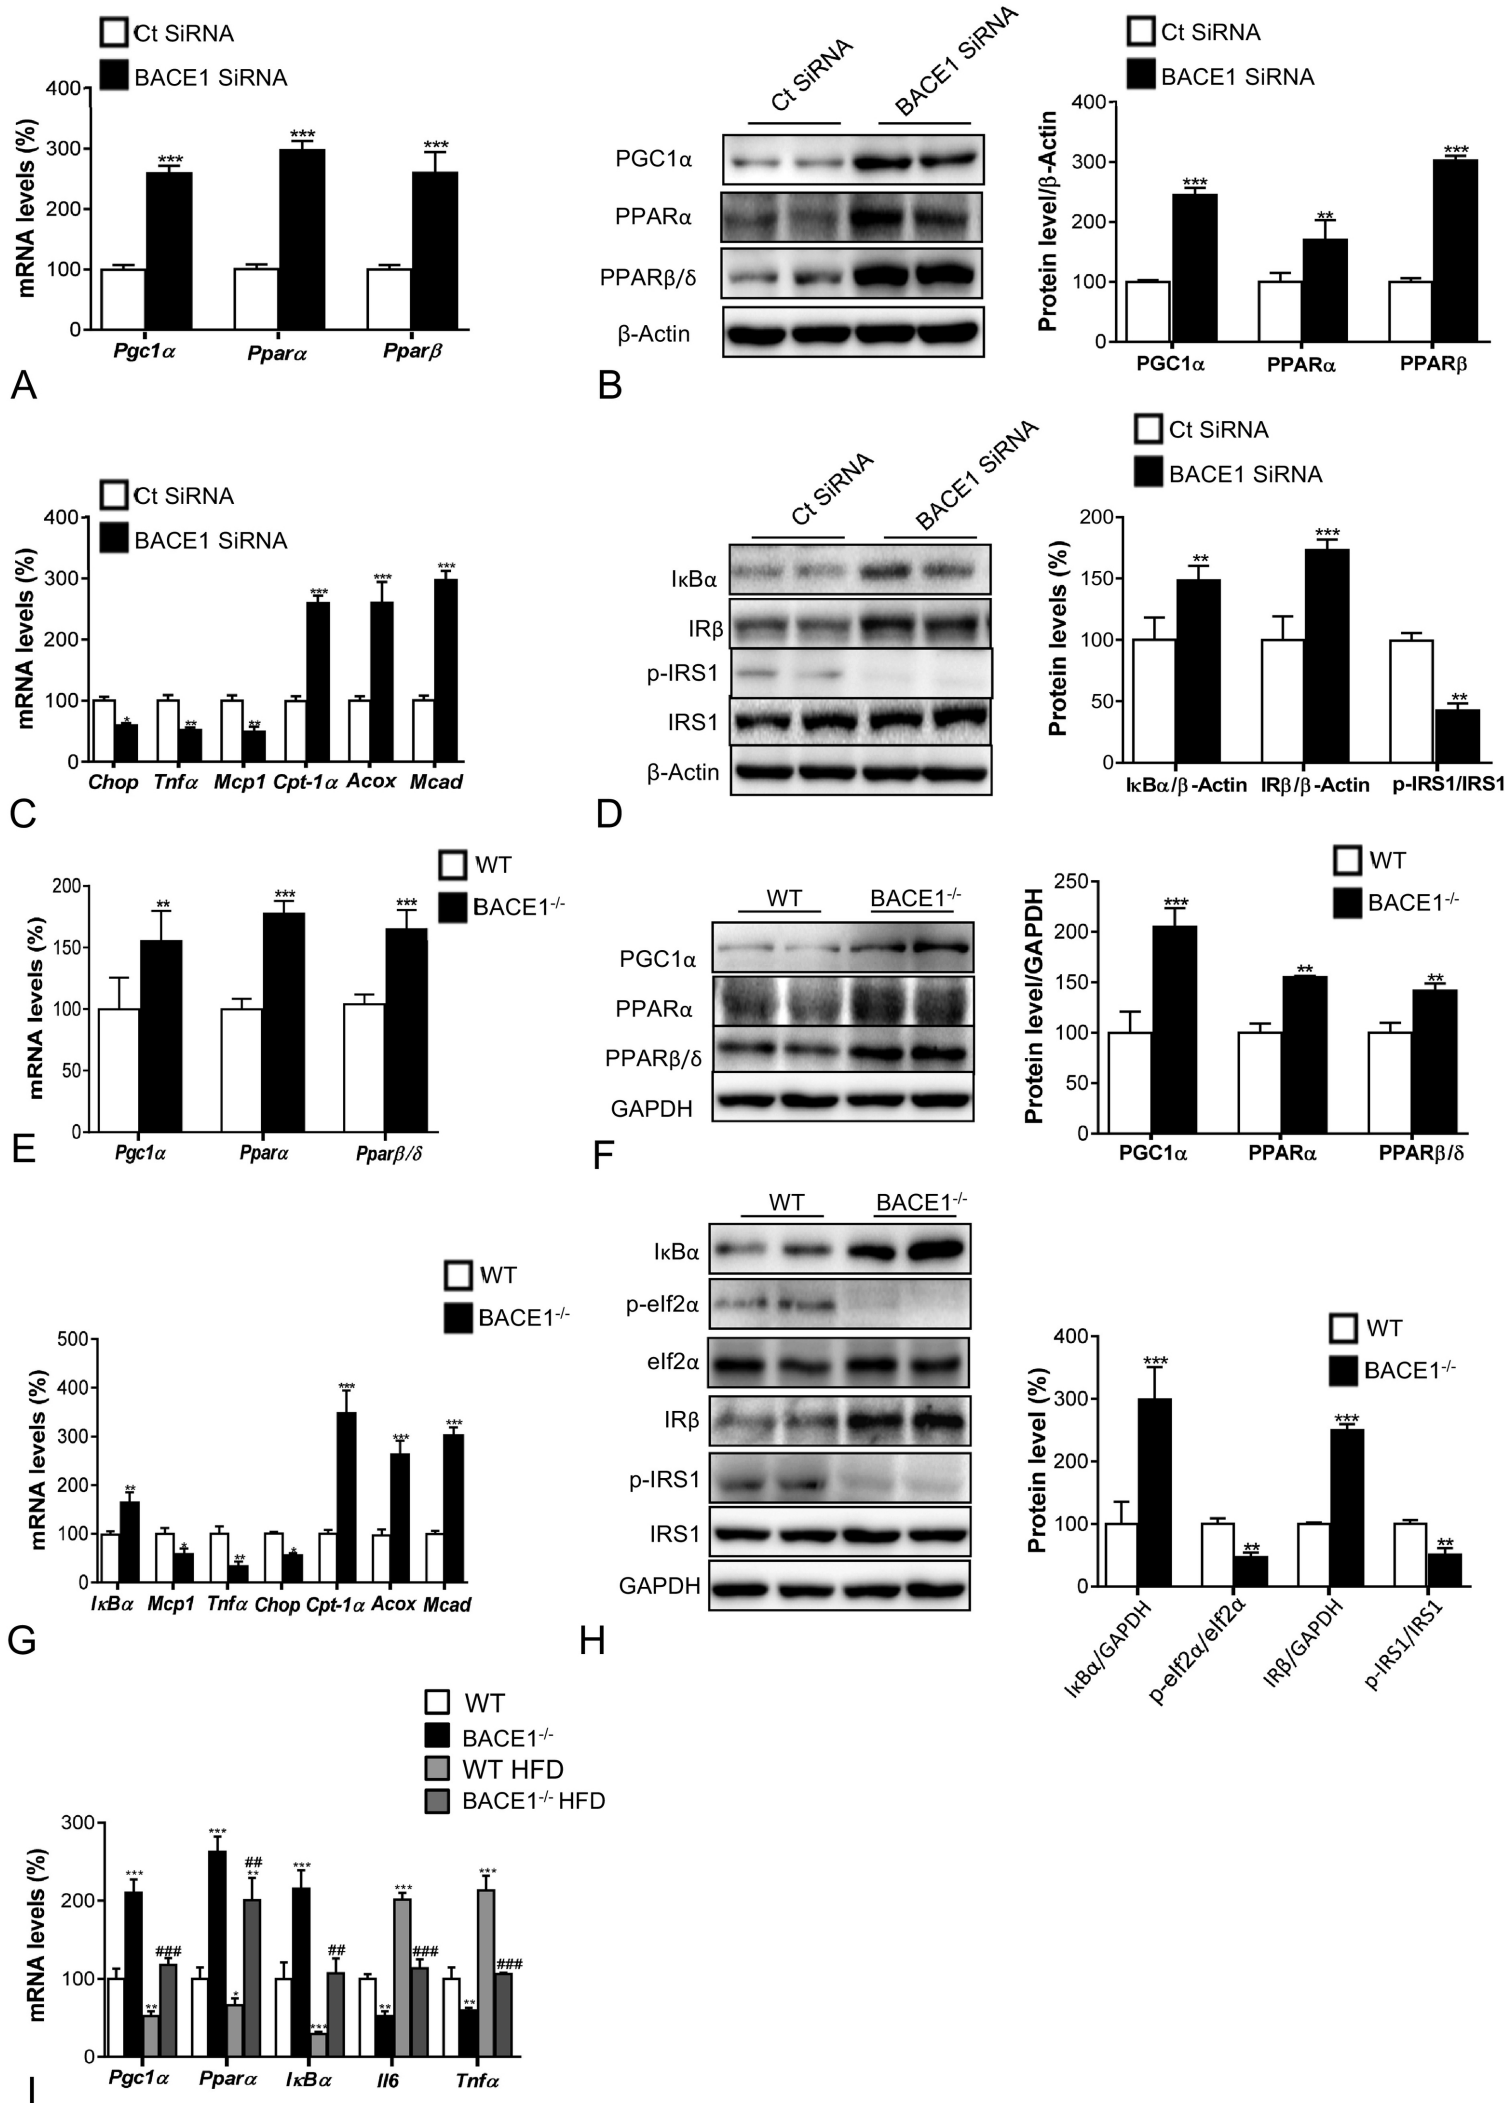 Ct SiRNA
BACE1 SiRNA
mRNA levels (%)
400
300
200
100
0
***
***
***
Pgc1α Pparα Pparβ
A
Ct SiRNA
BACE1 SiRNA
PGC1α
PPARα
PPARβ/δ
β-Actin
B
Ct SiRNA
BACE1 SiRNA
Protein level/β-Actin
400
300
200
100
0
***
**
***
PGC1α PPARα PPARβ
Ct SiRNA
BACE1 SiRNA
mRNA levels (%)
400
300
200
100
0
*
**
**
***
***
***
Chop Tnfα Mcp1 Cpt-1α Acox Mcad
C
Ct SiRNA
BACE1 SiRNA
IκBα
IRβ
p-IRS1
IRS1
β-Actin
D
Ct SiRNA
BACE1 SiRNA
Protein levels (%)
200
150
100
50
0
**
***
**
IκBα/β-Actin IRβ/β-Actin p-IRS1/IRS1
WT
BACE1-/-
mRNA levels (%)
200
150
100
50
0
**
***
***
Pgc1α Pparα Pparβ/δ
E
WT BACE1-/-
PGC1α
PPARα
PPARβ/δ
GAPDH
F
WT
BACE1-/-
Protein level/GAPDH
250
200
150
100
50
0
***
**
**
PGC1α PPARα PPARβ/δ
WT
BACE1-/-
mRNA levels (%)
500
400
300
200
100
0
**
*
**
*
***
***
***
IκBα Mcp1 Tnfα Chop Cpt-1α Acox Mcad
G
WT BACE1-/-
IκBα
p-eIf2α
eIf2α
IRβ
p-IRS1
IRS1
GAPDH
H
WT
BACE1-/-
Protein level (%)
400
300
200
100
0
***
**
***
**
IκBα/GAPDH
p-eIf2α/eIf2α
IRβ/GAPDH
p-IRS1/IRS1
WT
BACE1-/-
WT HFD
BACE1-/- HFD
mRNA levels (%)
300
200
100
0
***
**
###
***
*
##
**
***
***
##
**
***
###
**
***
###
Pgc1α Pparα IκBα Il6 Tnfα
I